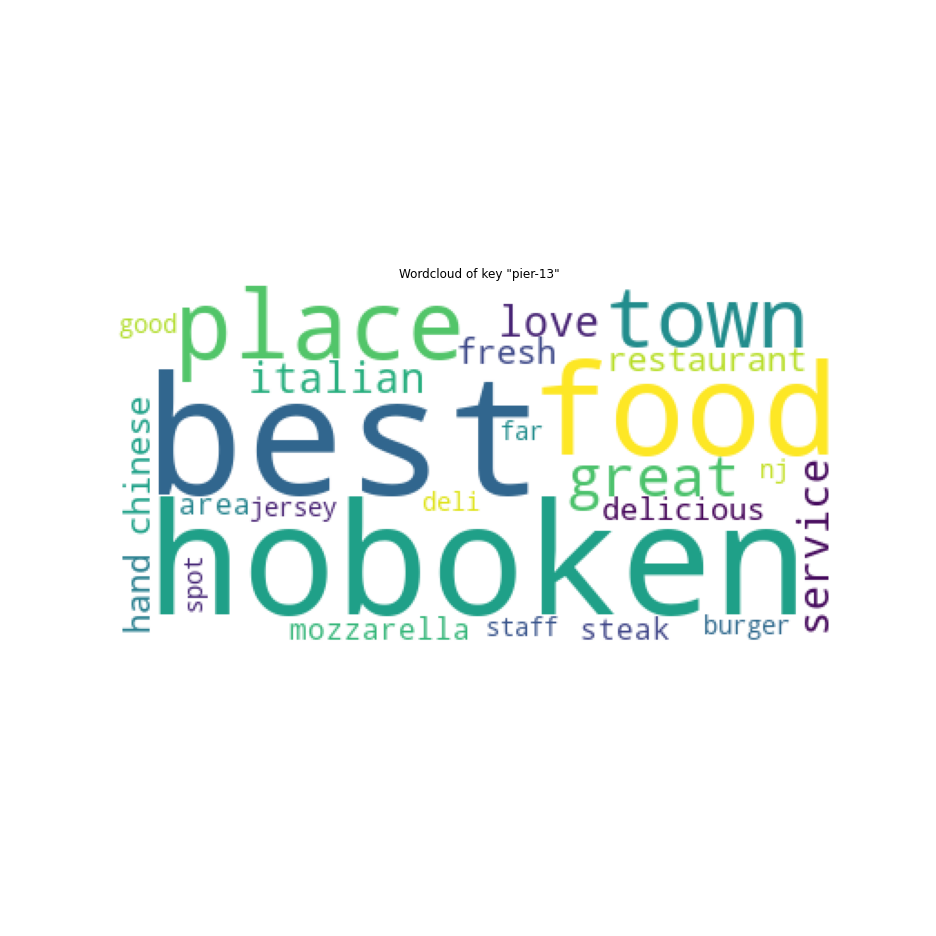 Wordcloud of key "pier-13"
good
place
love
town
fresh
restaurant
italian
best
food
far
hand
chinese
great
nj
service
area
jersey
deli
delicious
hoboken
spot
mozzarella
staff
steak
burger